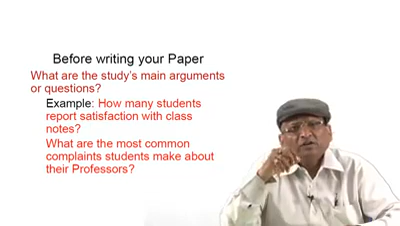 Before writing your Paper
What are the study's main arguments
or questions?
Example: How many students
report satisfaction with class
notes?
What are the most common
complaints students make about
their Professors?